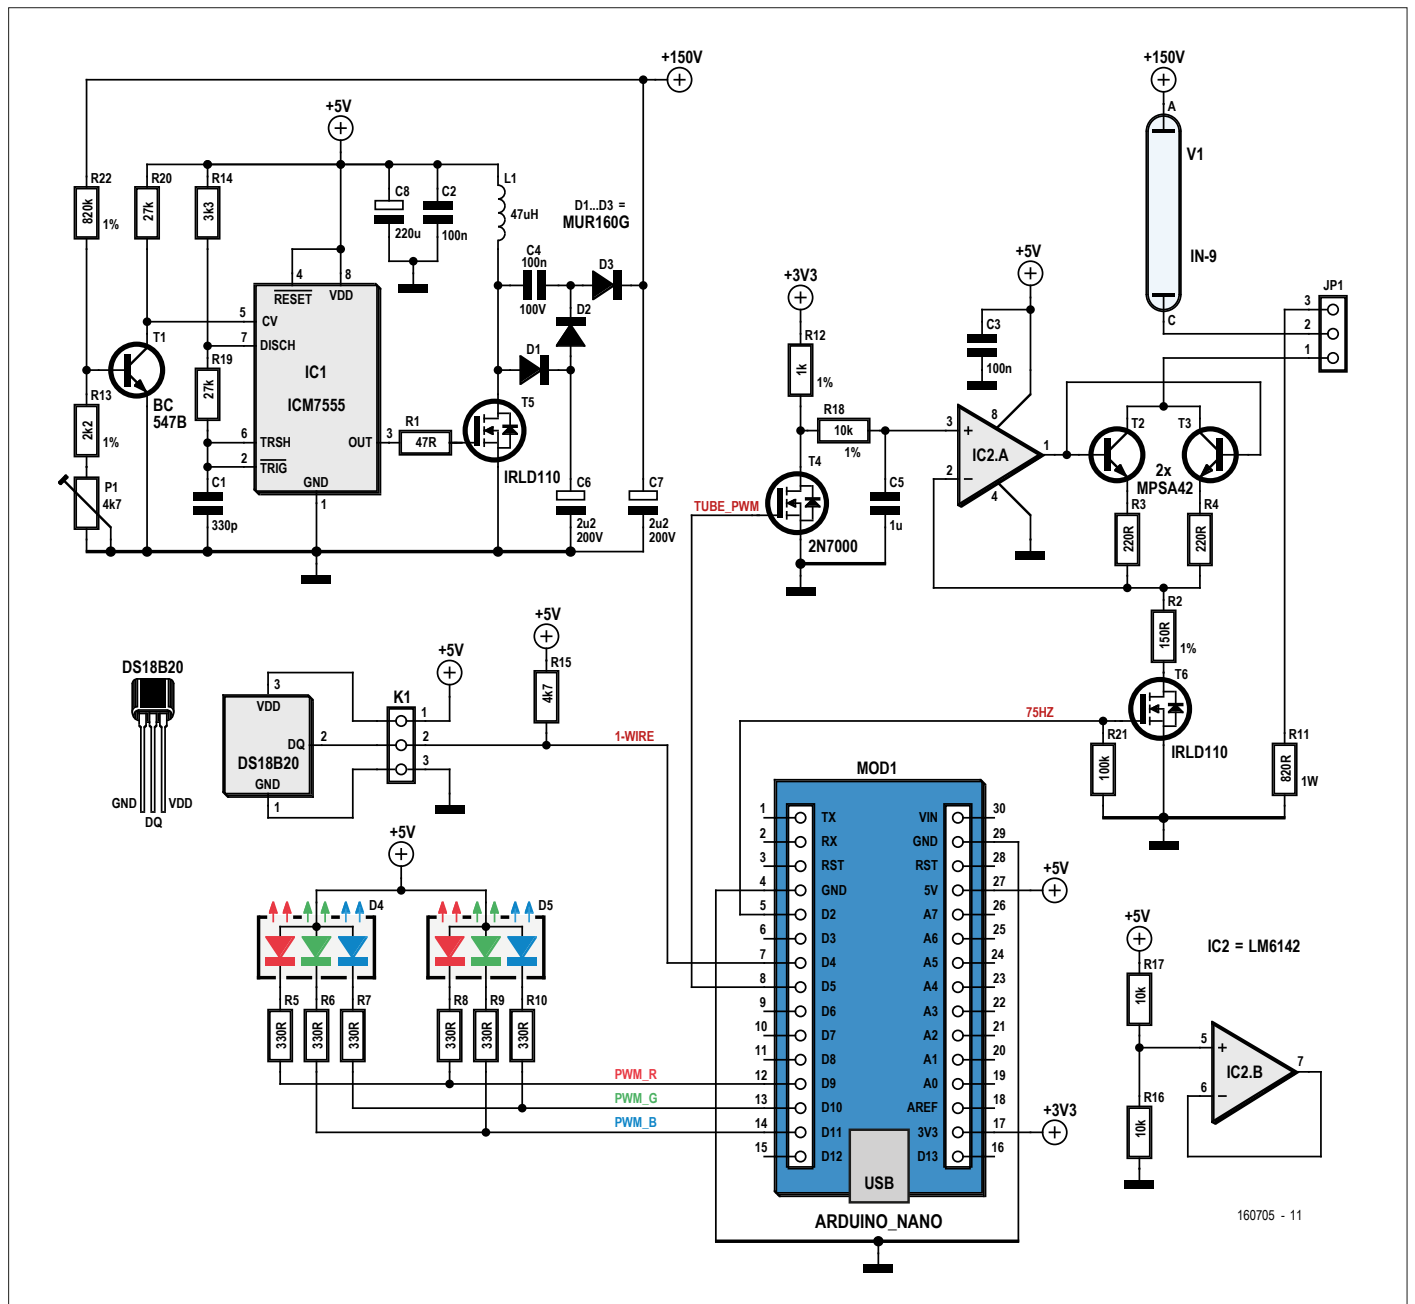 +150V
+5V
R22
820k
1%
R20
27k
R14
3k3
C8
220u
C2
100n
L1
47uH
D1...D3 =
MUR160G
C4
100n
100V
D3
D2
D1
4
8
RESET
VDD
5
CV
7
DISCH
IC1
ICM7555
6
TRSH
2
TRIG
OUT
3
GND
1
T1
BC
547B
R19
27k
R13
2k2
1%
P1
4k7
C1
330p
R1
47R
T5
IRLD110
C6
2u2
200V
C7
2u2
200V
+3V3
R12
1k
1%
R18
10k
1%
T4
2N7000
TUBE_PWM
C5
1u
+5V
C3
100n
3
+
2
−
8
4
1
IC2.A
+150V
A
V1
IN-9
C
JP1
3
2
1
T2
T3
2x
MPSA42
R3
220R
R4
220R
R2
150R
1%
T6
IRLD110
75HZ
R21
100k
R11
820R
1W
DS18B20
GND
DQ
VDD
3
VDD
DQ
2
DS18B20
GND
1
K1
1
2
3
+5V
+5V
R15
4k7
1-WIRE
+5V
D4
D5
R5
330R
R6
330R
R7
330R
R8
330R
R9
330R
R10
330R
PWM_R
PWM_G
PWM_B
MOD1
1 TX VIN 30
2 RX GND 29
3 RST RST 28
4 GND 5V 27
5 D2 A7 26
6 D3 A6 25
7 D4 A5 24
8 D5 A4 23
9 D6 A3 22
10 D7 A2 21
11 D8 A1 20
12 D9 A0 19
13 D10 AREF 18
14 D11 3V3 17
15 D12 D13 16
USB
ARDUINO_NANO
+5V
+3V3
+5V
IC2 = LM6142
R17
10k
R16
10k
5
+
6
−
7
IC2.B
160705 - 11